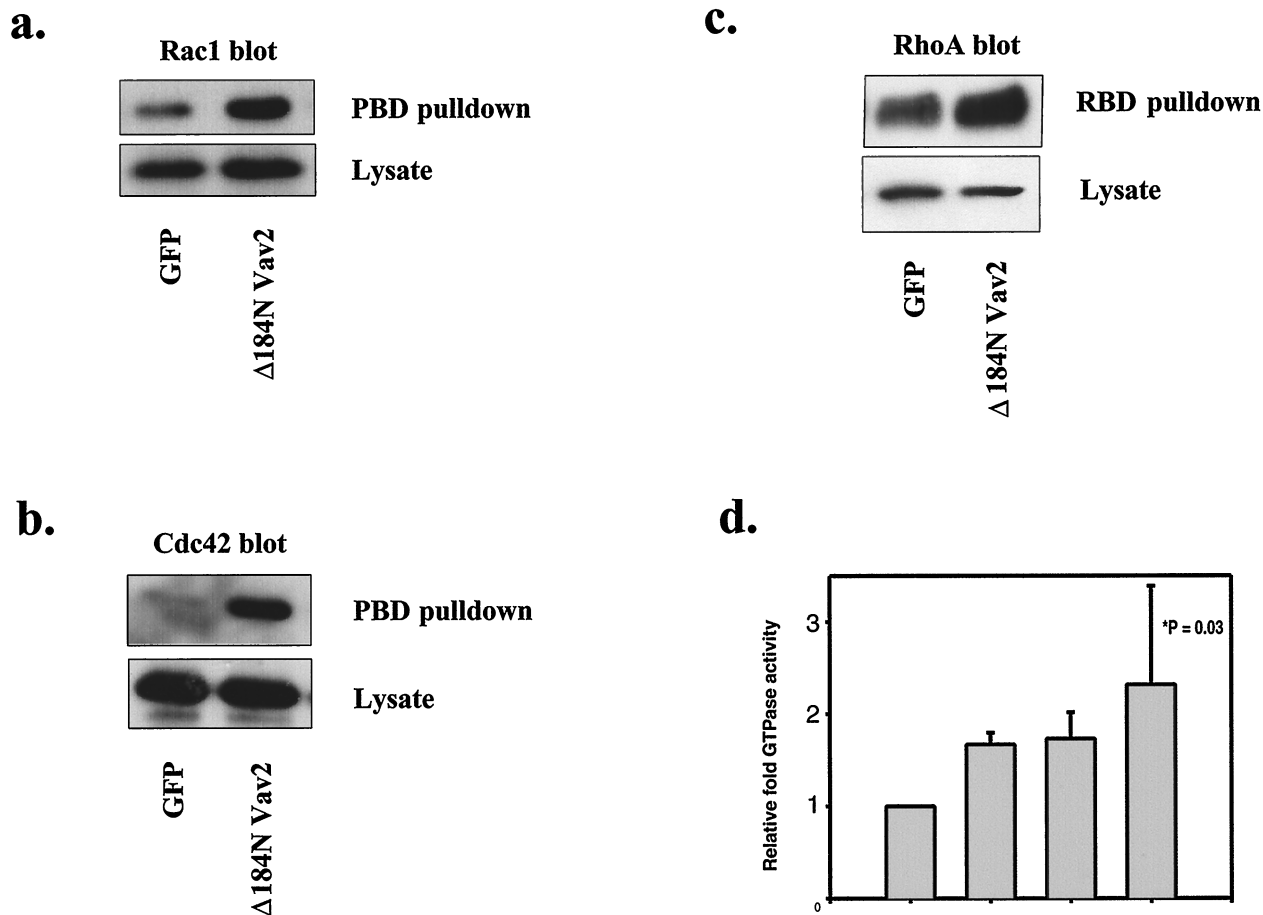 a.
Rac1 blot
PBD pulldown
Lysate
GFP
Δ184N Vav2
b.
Cdc42 blot
PBD pulldown
Lysate
GFP
Δ184N Vav2
c.
RhoA blot
RBD pulldown
Lysate
GFP
Δ 184N Vav2
d.
Relative fold GTPase activity
3
2
1
0
*P = 0.03